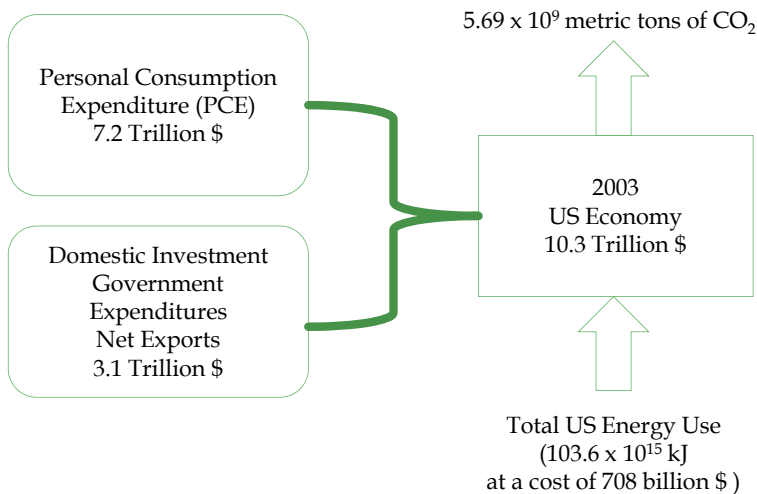 5.69 x 10⁹ metric tons of CO₂
Personal Consumption
Expenditure (PCE)
7.2 Trillion $
2003
US Economy
10.3 Trillion $
Domestic Investment
Government
Expenditures
Net Exports
3.1 Trillion $
Total US Energy Use
(103.6 x 10¹⁵ kJ
at a cost of 708 billion $ )